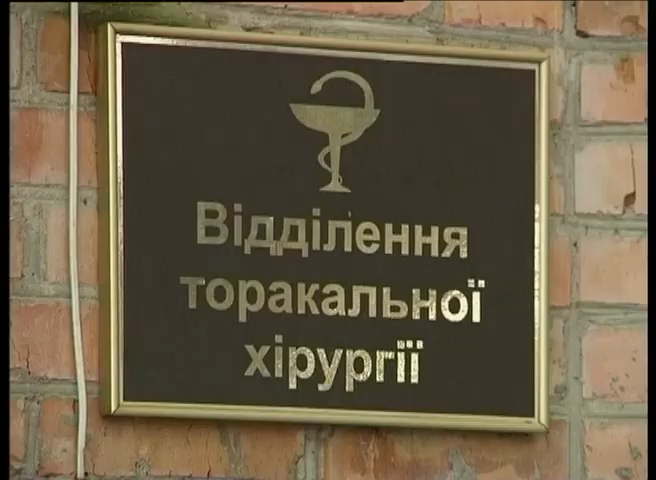 Відділення
торакальної
хірургії